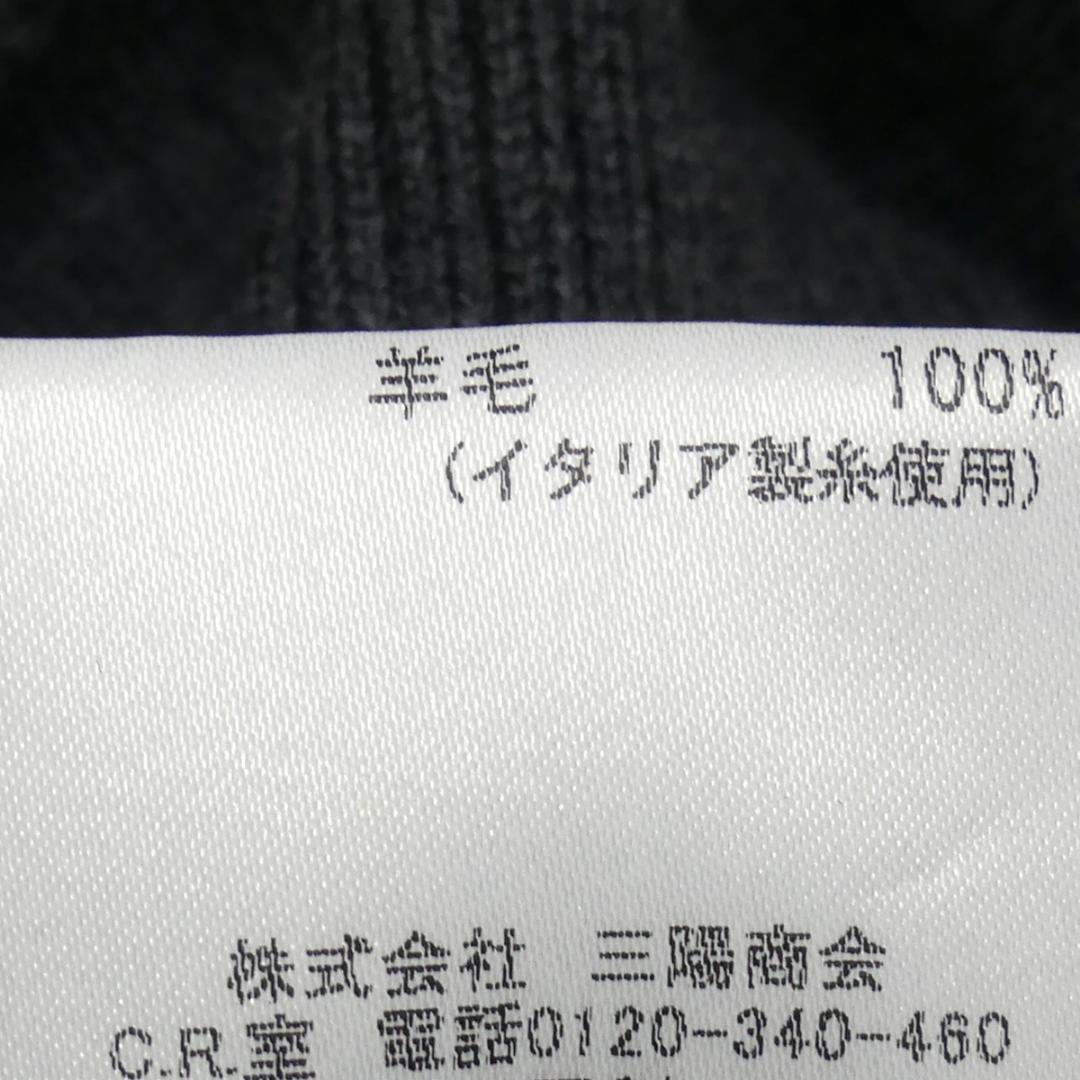 羊毛 100%
(イタリア製糸使用)
株式会社 三陽商会
C.R.室 電話0120-340-460